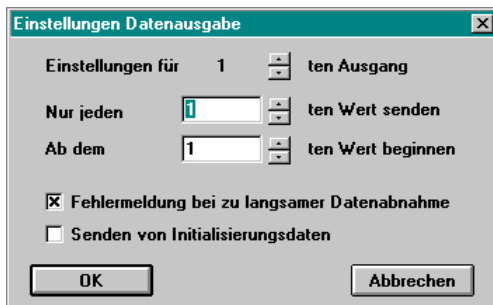 Einstellungen Datenausgabe
Einstellungen für 1 ten Ausgang
Nur jeden 1 ten Wert senden
Ab dem 1 ten Wert beginnen
Fehlermeldung bei zu langsamer Datenabnahme
Senden von Initialisierungsdaten
OK Abbrechen